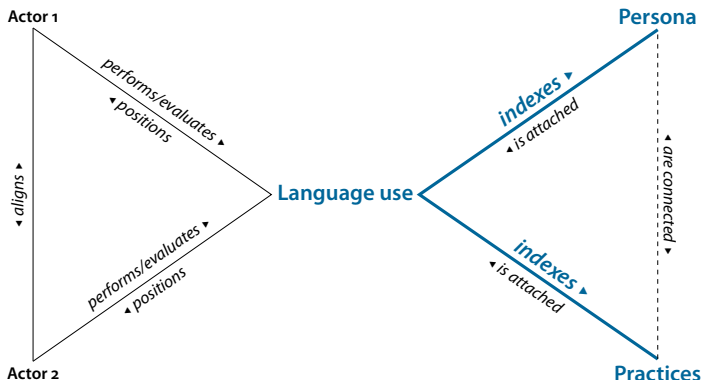 Actor 1
Persona
performs/evaluates ▸
◂ positions
indexes ▸
◂ is attached
◂ aligns ▸
Language use
◂ are connected ▸
performs/evaluates ▸
◂ positions
indexes ▸
◂ is attached
Actor 2
Practices